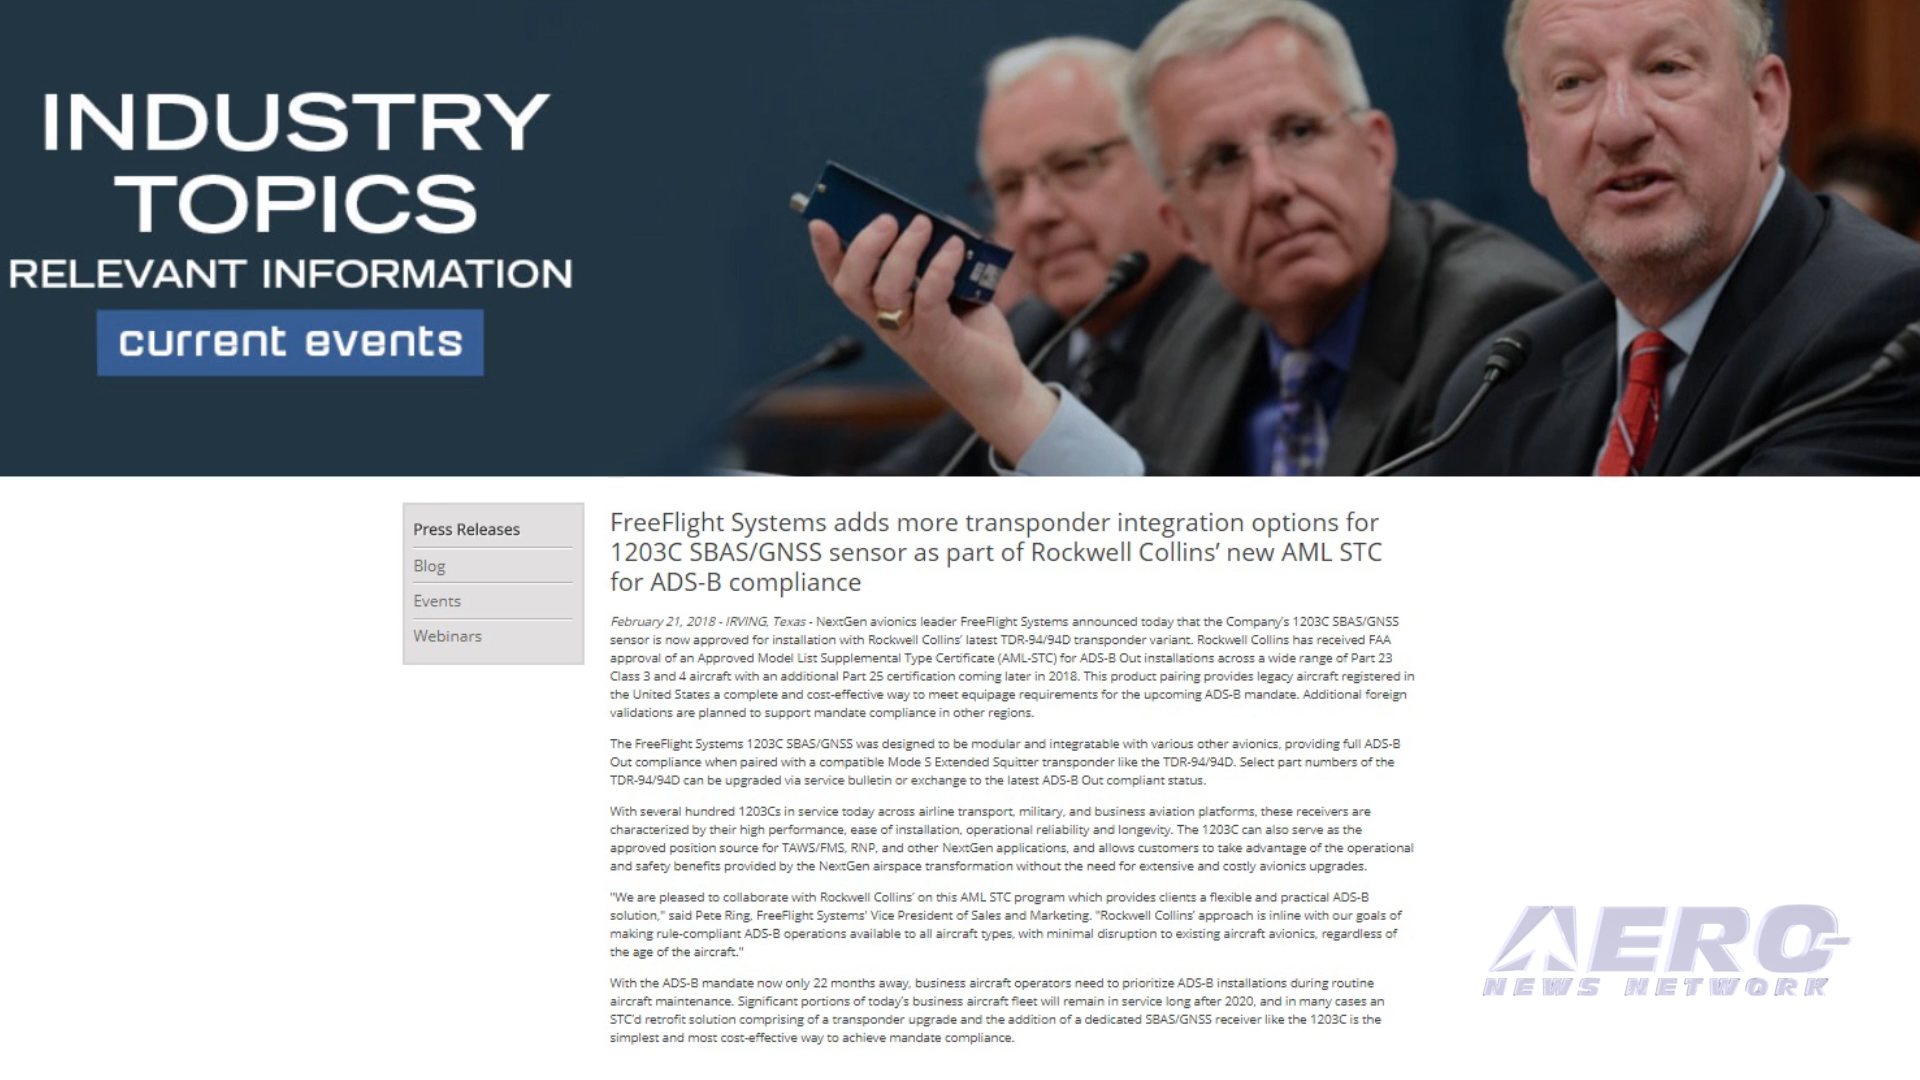 INDUSTRY
TOPICS
RELEVANT INFORMATION
current events
Press Releases
Blog
Events
Webinars
FreeFlight Systems adds more transponder integration options for
1203C SBAS/GNSS sensor as part of Rockwell Collins’ new AML STC
for ADS-B compliance
February 21, 2018 - IRVING, Texas - NextGen avionics leader FreeFlight Systems announced today that the Company's 1203C SBAS/GNSS
sensor is now approved for installation with Rockwell Collins’ latest TDR-94/94D transponder variant. Rockwell Collins has received FAA
approval of an Approved Model List Supplemental Type Certificate (AML-STC) for ADS-B Out installations across a wide range of Part 23
Class 3 and 4 aircraft with an additional Part 25 certification coming later in 2018. This product pairing provides legacy aircraft registered in
the United States a complete and cost-effective way to meet equipage requirements for the upcoming ADS-B mandate. Additional foreign
validations are planned to support mandate compliance in other regions.
The FreeFlight Systems 1203C SBAS/GNSS was designed to be modular and integratable with various other avionics, providing full ADS-B
Out compliance when paired with a compatible Mode S Extended Squitter transponder like the TDR-94/94D. Select part numbers of the
TDR-94/94D can be upgraded via service bulletin or exchange to the latest ADS-B Out compliant status.
With several hundred 1203Cs in service today across airline transport, military, and business aviation platforms, these receivers are
characterized by their high performance, ease of installation, operational reliability and longevity. The 1203C can also serve as the
approved position source for TAWS/FMS, RNP, and other NextGen applications, and allows customers to take advantage of the operational
and safety benefits provided by the NextGen airspace transformation without the need for extensive and costly avionics upgrades.
"We are pleased to collaborate with Rockwell Collins’ on this AML STC program which provides clients a flexible and practical ADS-B
solution," said Pete Ring, FreeFlight Systems’ Vice President of Sales and Marketing. "Rockwell Collins’ approach is inline with our goals of
making rule-compliant ADS-B operations available to all aircraft types, with minimal disruption to existing aircraft avionics, regardless of
the age of the aircraft."
With the ADS-B mandate now only 22 months away, business aircraft operators need to prioritize ADS-B installations during routine
aircraft maintenance. Significant portions of today's business aircraft fleet will remain in service long after 2020, and in many cases an
STC’d retrofit solution comprising of a transponder upgrade and the addition of a dedicated SBAS/GNSS receiver like the 1203C is the
simplest and most cost-effective way to achieve mandate compliance.
AERO
NEWS NETWORK